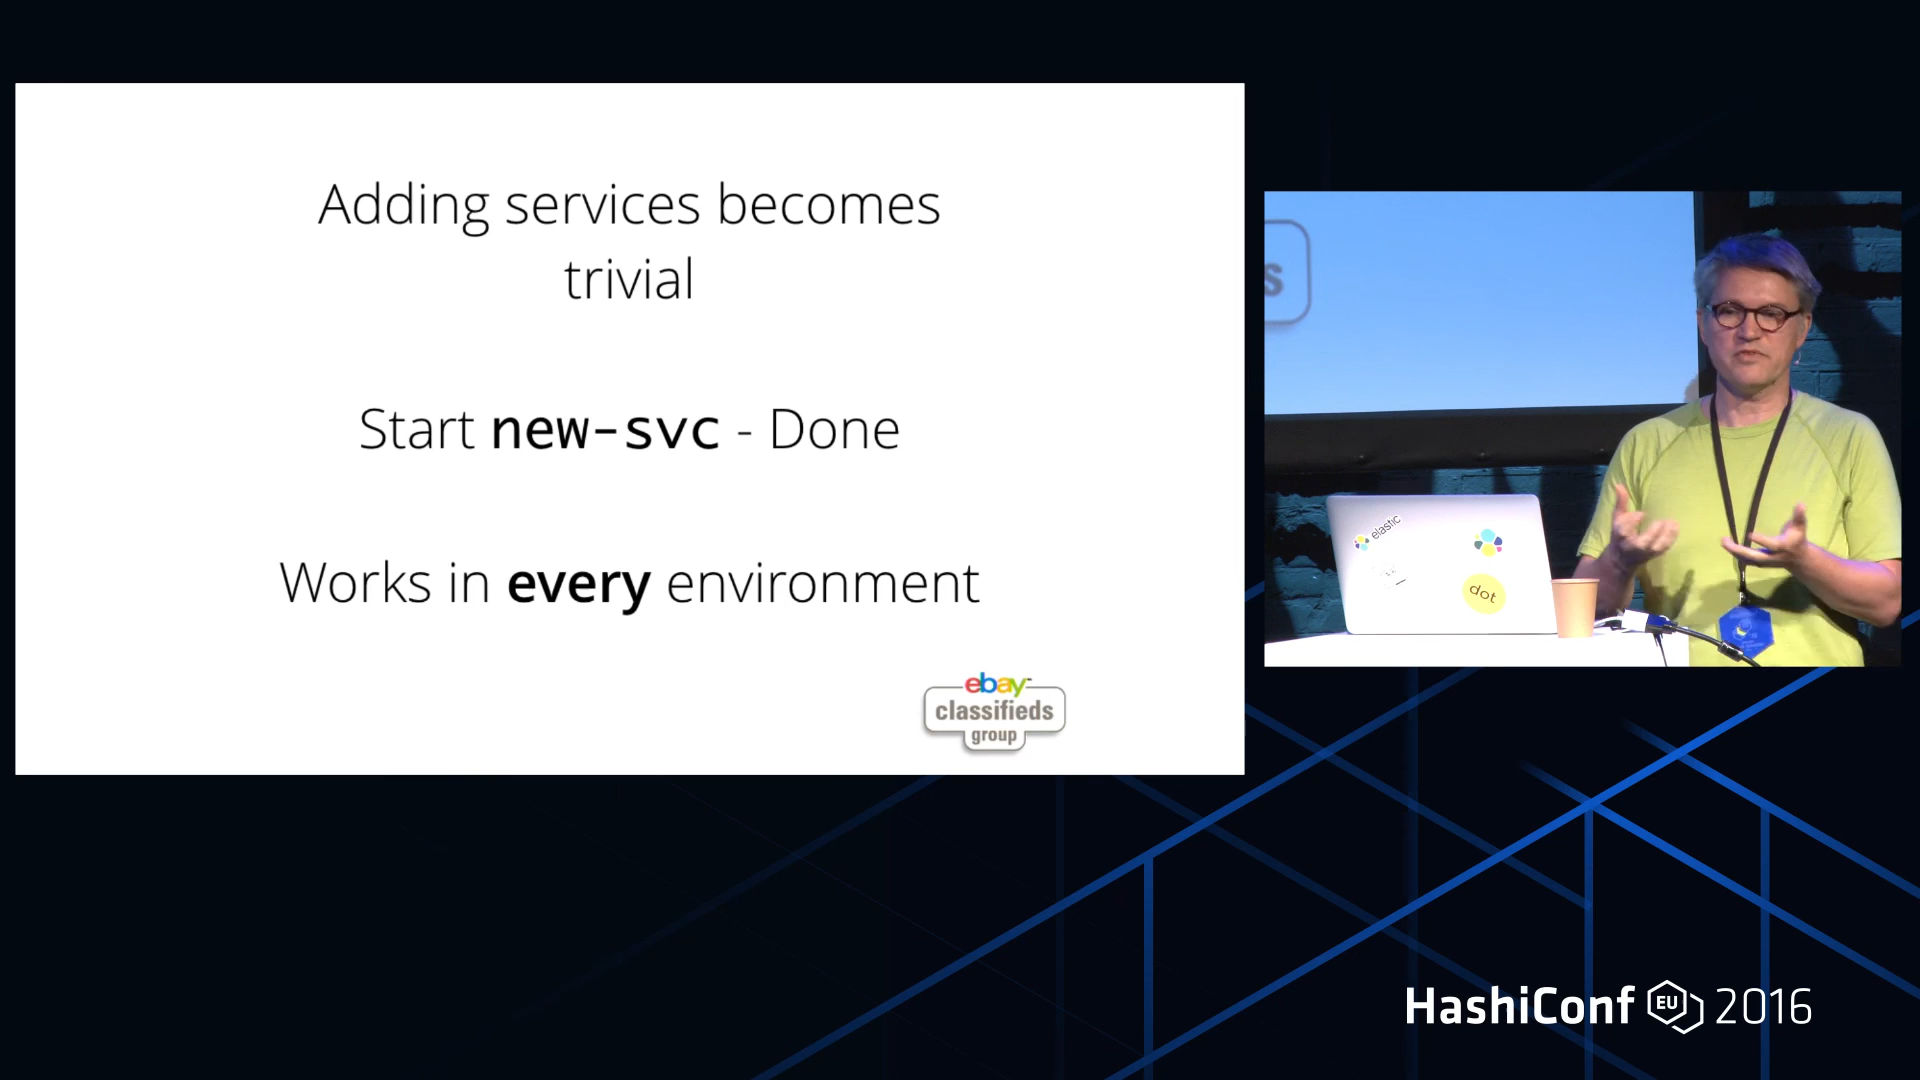 Adding services becomes
trivial
Start new-svc - Done
Works in every environment
ebay
classifieds
group
s
elastic
dot
HashiConf EU 2016